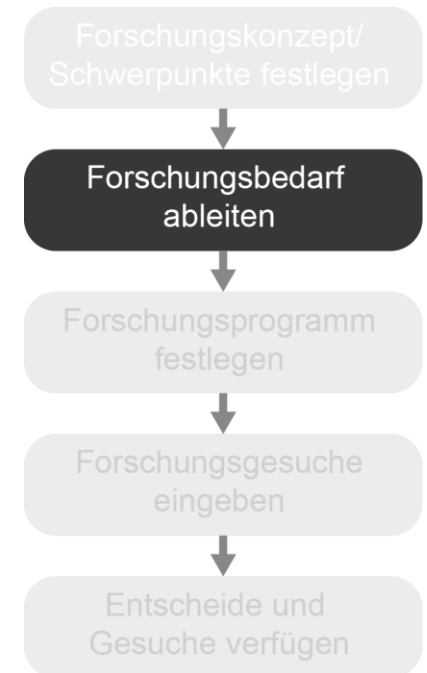 Forschungskonzept/
Schwerpunkte festlegen
Forschungsbedarf
ableiten
Forschungsprogramm
festlegen
Forschungsgesuche
eingeben
Entscheide und
Gesuche verfügen